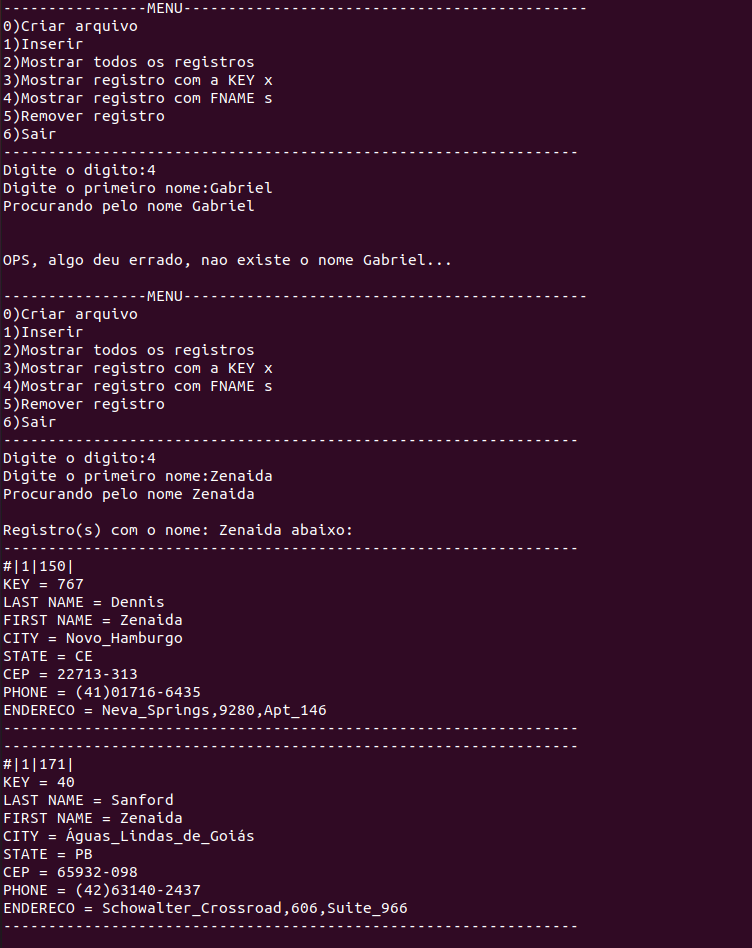 ----------------MENU---------------------------------------------
0)Criar arquivo
1)Inserir
2)Mostrar todos os registros
3)Mostrar registro com a KEY x
4)Mostrar registro com FNAME s
5)Remover registro
6)Sair
----------------------------------------------------------------
Digite o digito:4
Digite o primeiro nome:Gabriel
Procurando pelo nome Gabriel
OPS, algo deu errado, nao existe o nome Gabriel...
----------------MENU---------------------------------------------
0)Criar arquivo
1)Inserir
2)Mostrar todos os registros
3)Mostrar registro com a KEY x
4)Mostrar registro com FNAME s
5)Remover registro
6)Sair
----------------------------------------------------------------
Digite o digito:4
Digite o primeiro nome:Zenaida
Procurando pelo nome Zenaida
Registro(s) com o nome: Zenaida abaixo:
----------------------------------------------------------------
#|1|150|
KEY = 767
LAST NAME = Dennis
FIRST NAME = Zenaida
CITY = Novo_Hamburgo
STATE = CE
CEP = 22713-313
PHONE = (41)01716-6435
ENDERECO = Neva_Springs,9280,Apt_146
----------------------------------------------------------------
----------------------------------------------------------------
#|1|171|
KEY = 40
LAST NAME = Sanford
FIRST NAME = Zenaida
CITY = Águas_Lindas_de_Goiás
STATE = PB
CEP = 65932-098
PHONE = (42)63140-2437
ENDERECO = Schowalter_Crossroad,606,Suite_966
----------------------------------------------------------------